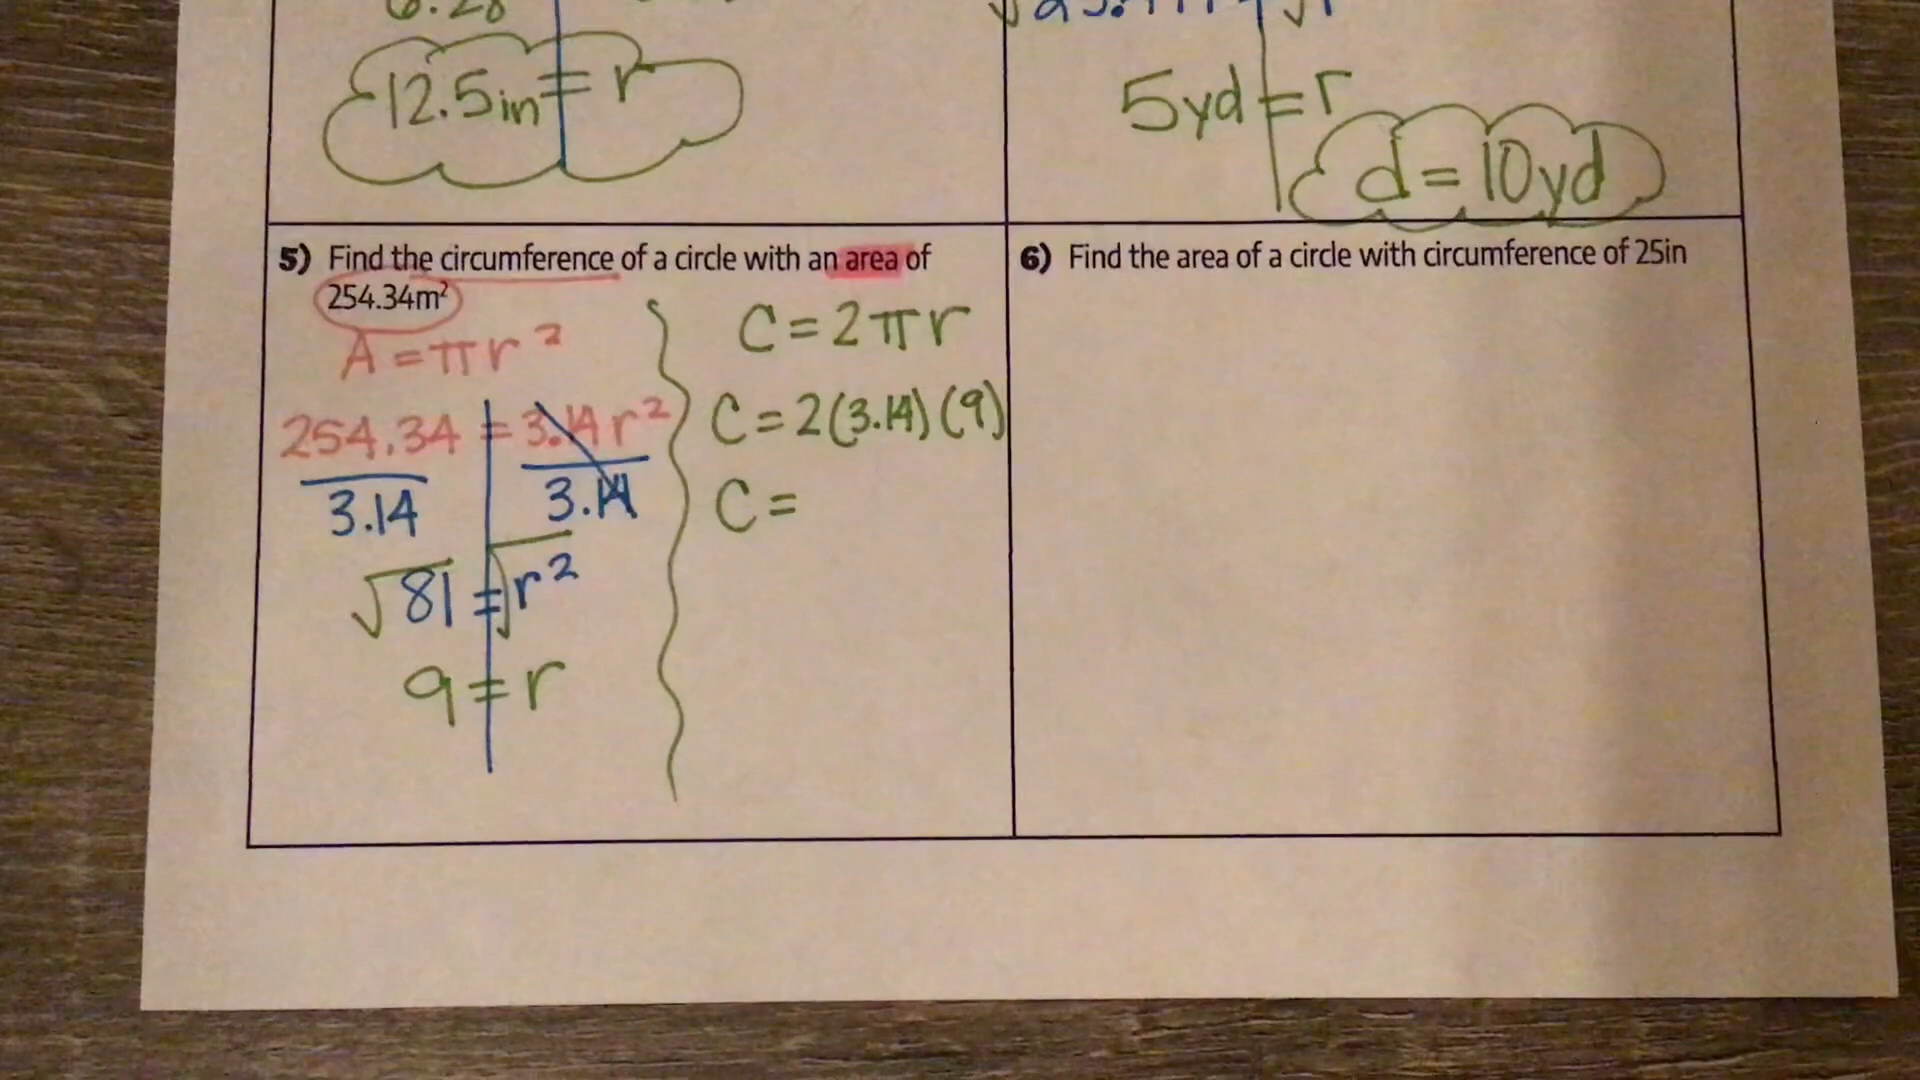 6.28
12.5in = r
5yd = r
d = 10yd
5) Find the circumference of a circle with an area of
254.34m²
A = πr²
254.34 = 3.14r²
3.14 3.14
√81 = √r²
9 = r
C = 2πr
C = 2(3.14)(9)
C =
6) Find the area of a circle with circumference of 25in